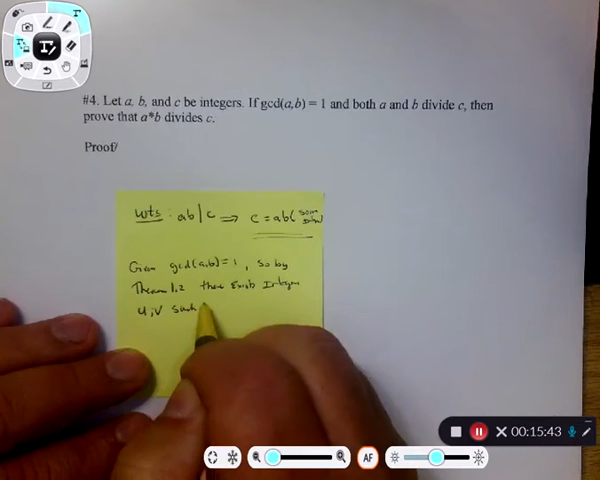 #4. Let a, b, and c be integers. If gcd(a,b) = 1 and both a and b divide c, then
prove that a*b divides c.
Proof/
wts: ab|c ⇒ c = ab(
Given gcd(a,b)=1, so by
Theorem 1.2 there exists Integers
u,v such
00:15:43
AF